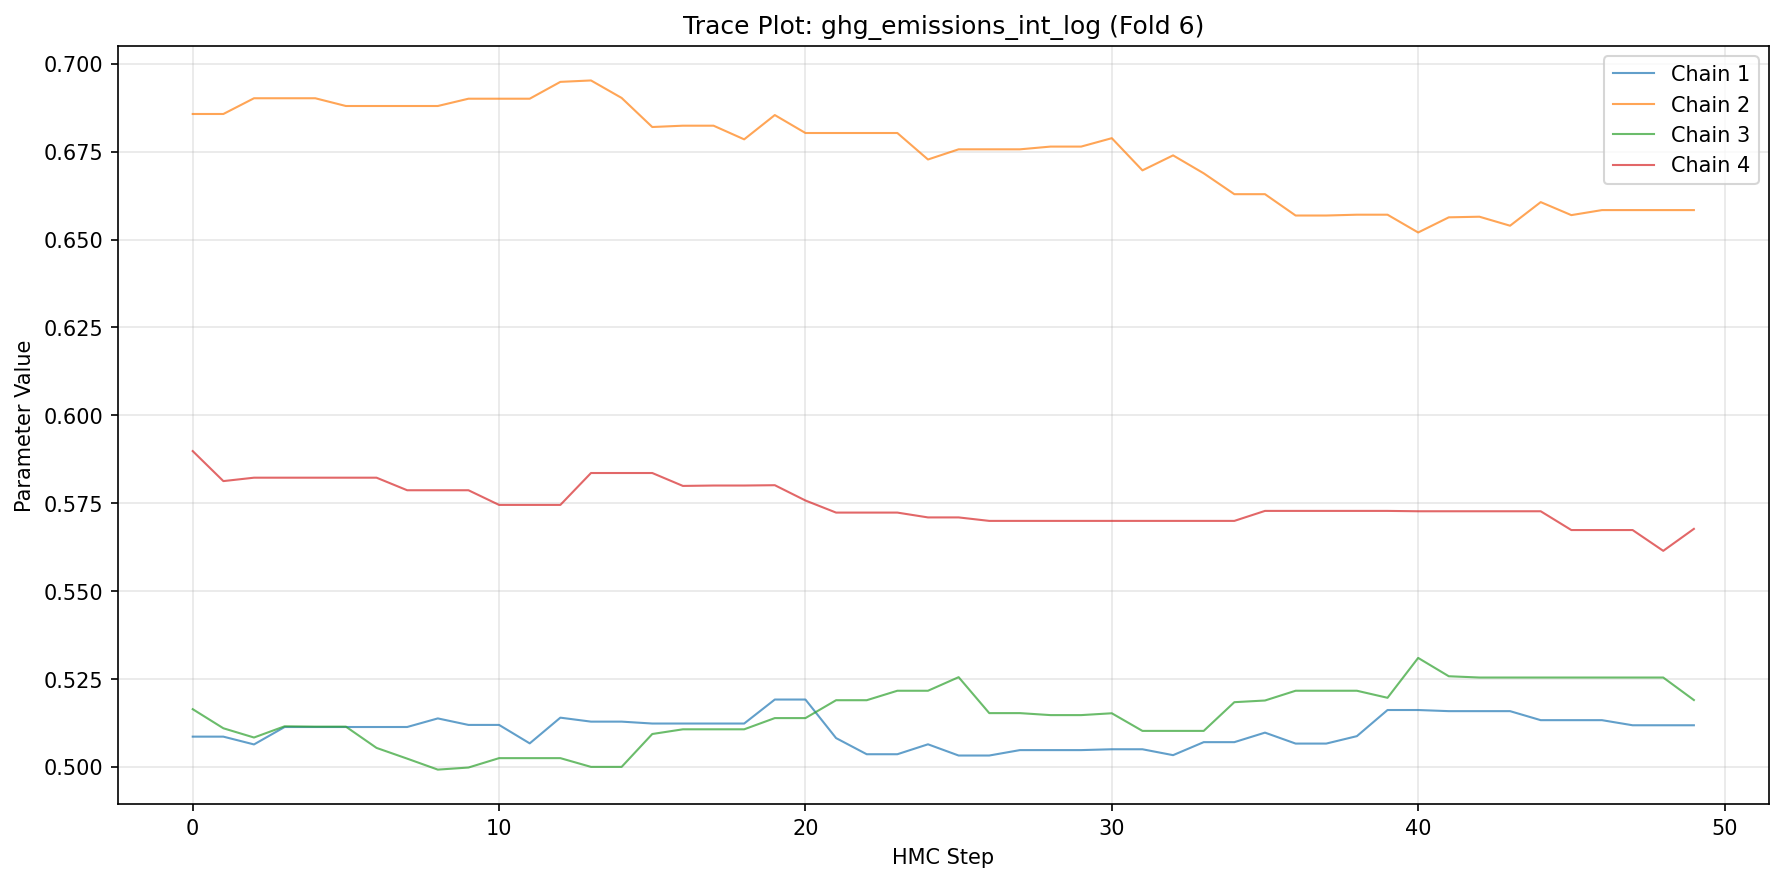 Trace Plot: ghg_emissions_int_log (Fold 6)
Chain 1
Chain 2
Chain 3
Chain 4
Parameter Value
0.700
0.675
0.650
0.625
0.600
0.575
0.550
0.525
0.500
0 10 20 30 40 50
HMC Step